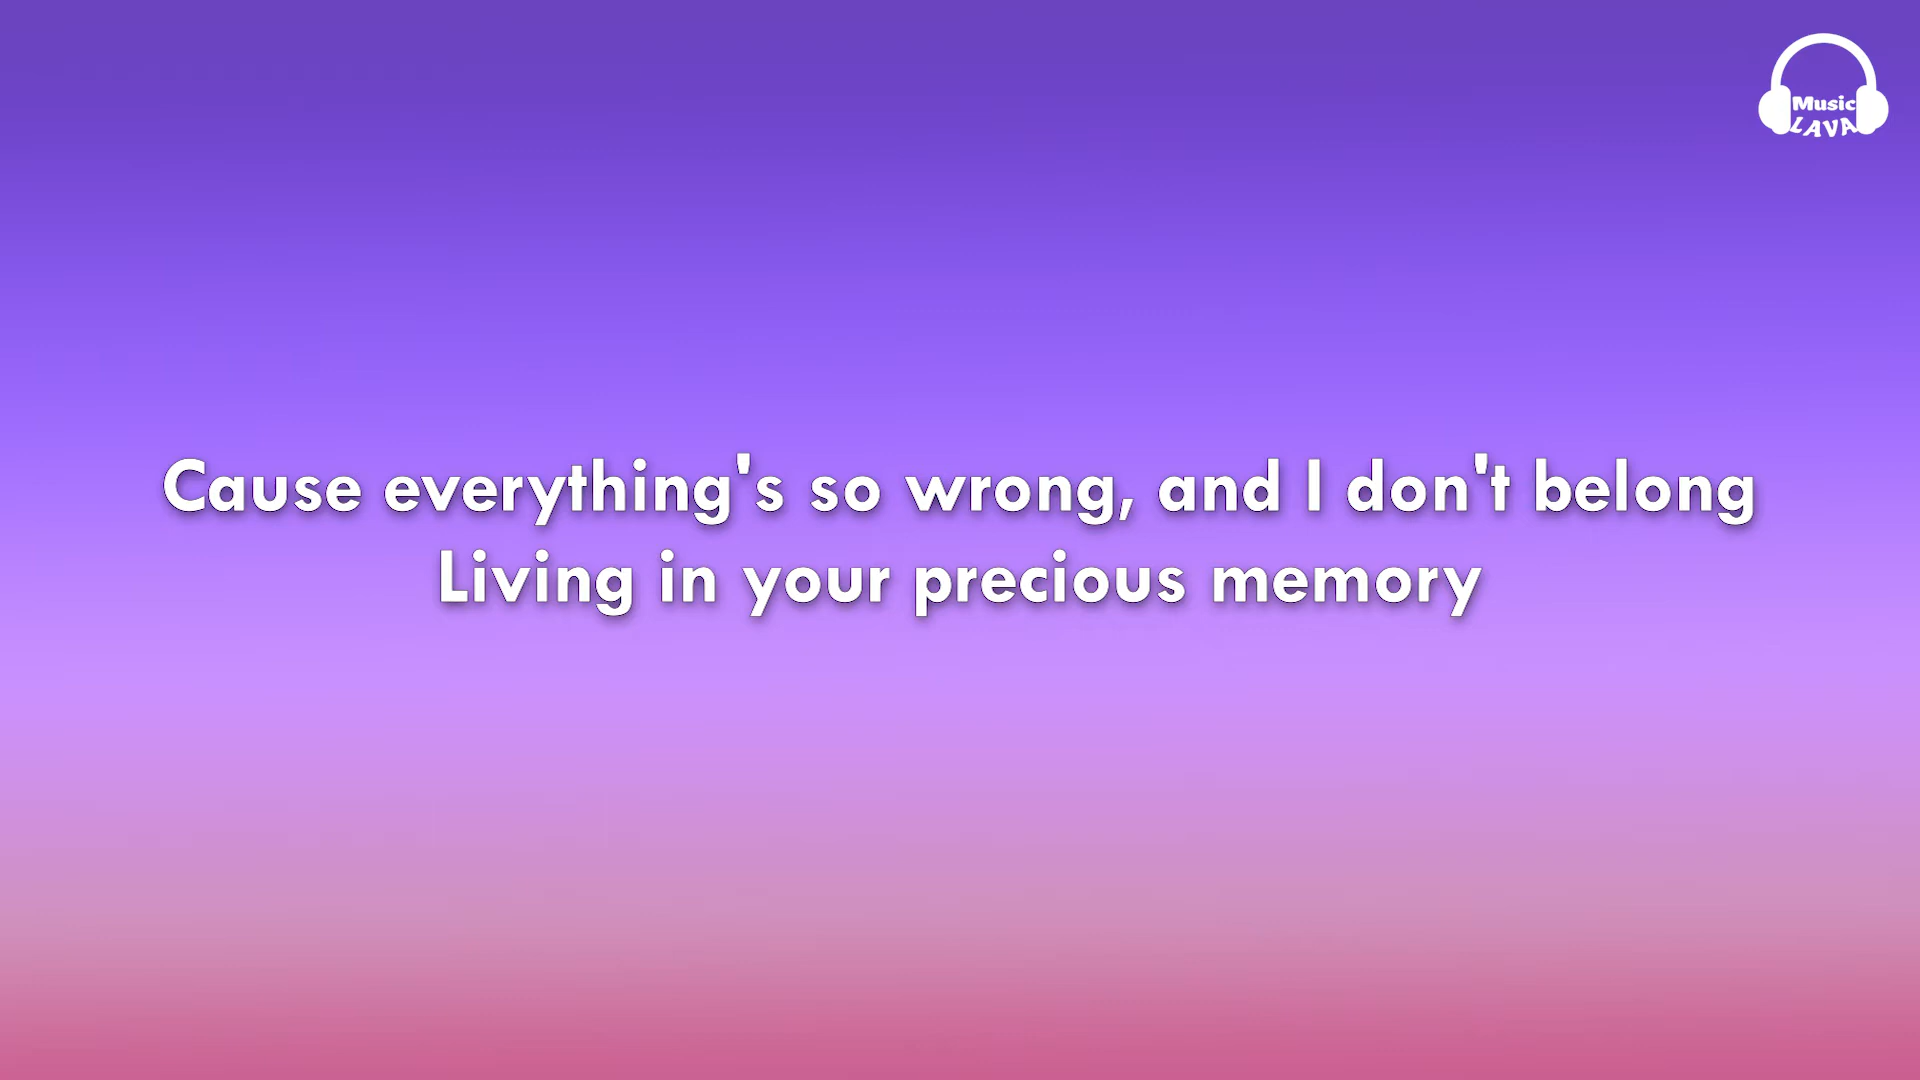 Music
LAVA
Cause everything's so wrong, and I don't belong
Living in your precious memory